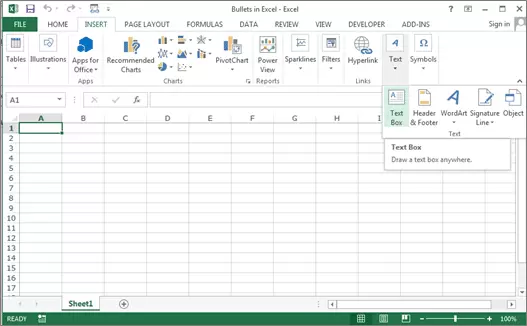 Bullets in Excel - Excel
FILE HOME INSERT PAGE LAYOUT FORMULAS DATA REVIEW VIEW DEVELOPER ADD-INS Sign in
Tables Illustrations Apps for Office Recommended Charts PivotChart Power View Sparklines Filters Hyperlink Text Symbols
Apps Charts Reports Links
A1 fx
Text Box Header & Footer WordArt Signature Line Object
Text
Text Box
Draw a text box anywhere.
A B C D E F G H I
1
2
3
4
5
6
7
8
9
10
11
12
13
14
15
16
17
Sheet1
READY 100%